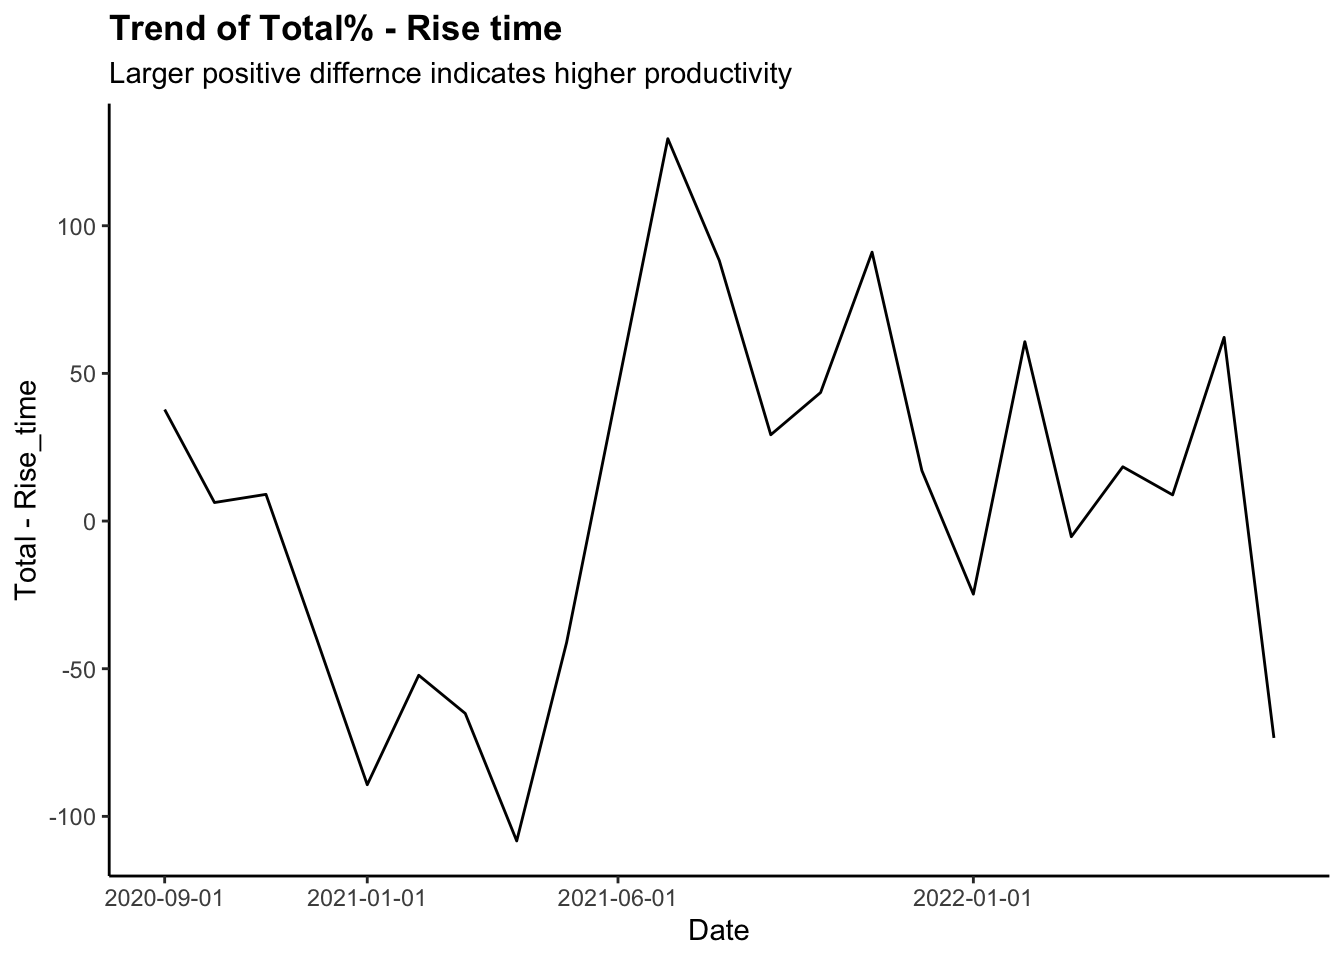 Trend of Total% - Rise time
Larger positive differnce indicates higher productivity
Total - Rise_time
100
50
0
-50
-100
2020-09-01 2021-01-01 2021-06-01 2022-01-01
Date